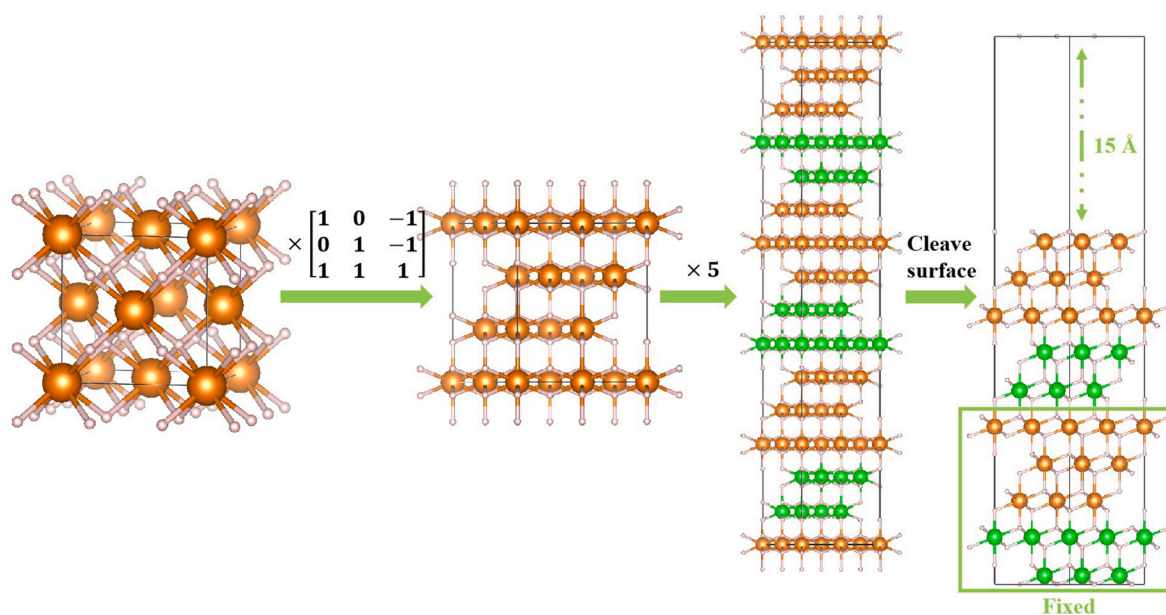 × [1 0 −1
0 1 −1
1 1 1]
× 5
Cleave
surface
15 Å
Fixed